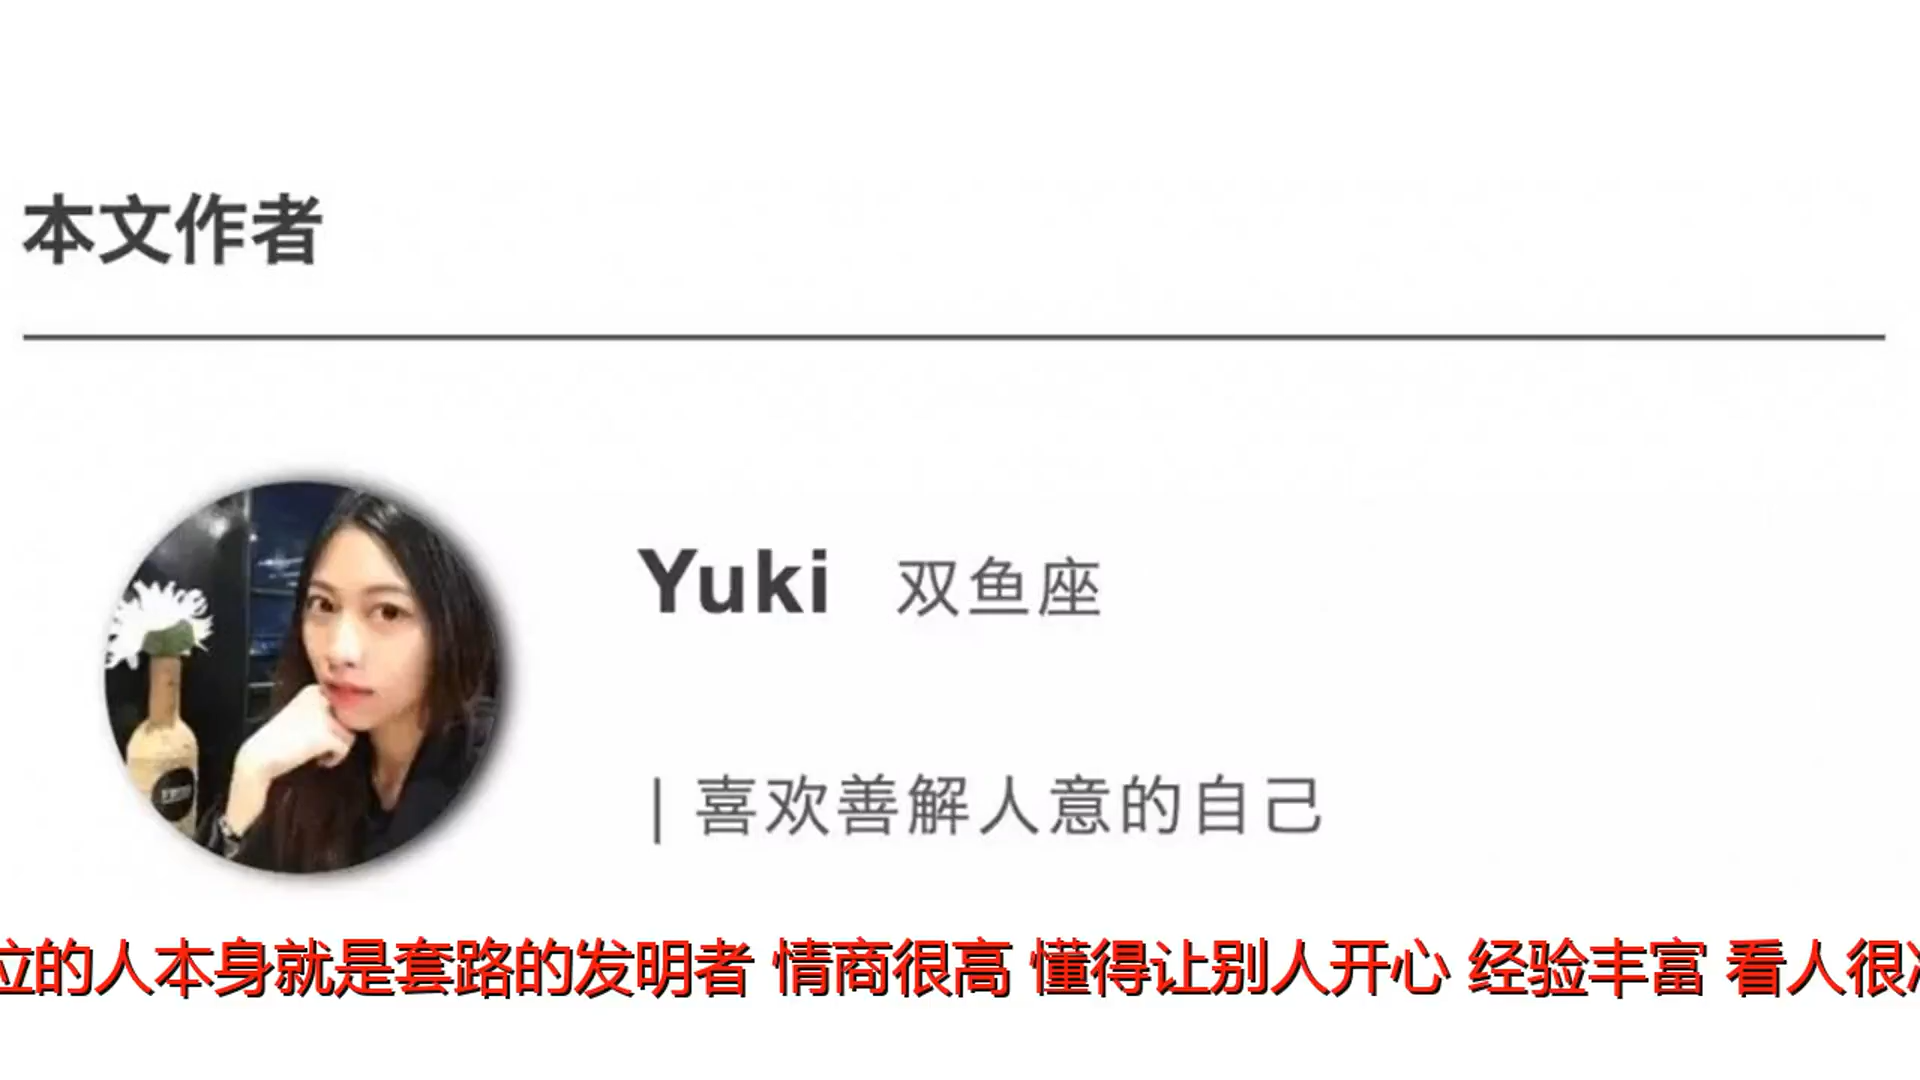 本文作者
Yuki 双鱼座
| 喜欢善解人意的自己
位的人本身就是套路的发明者 情商很高 懂得让别人开心 经验丰富 看人很